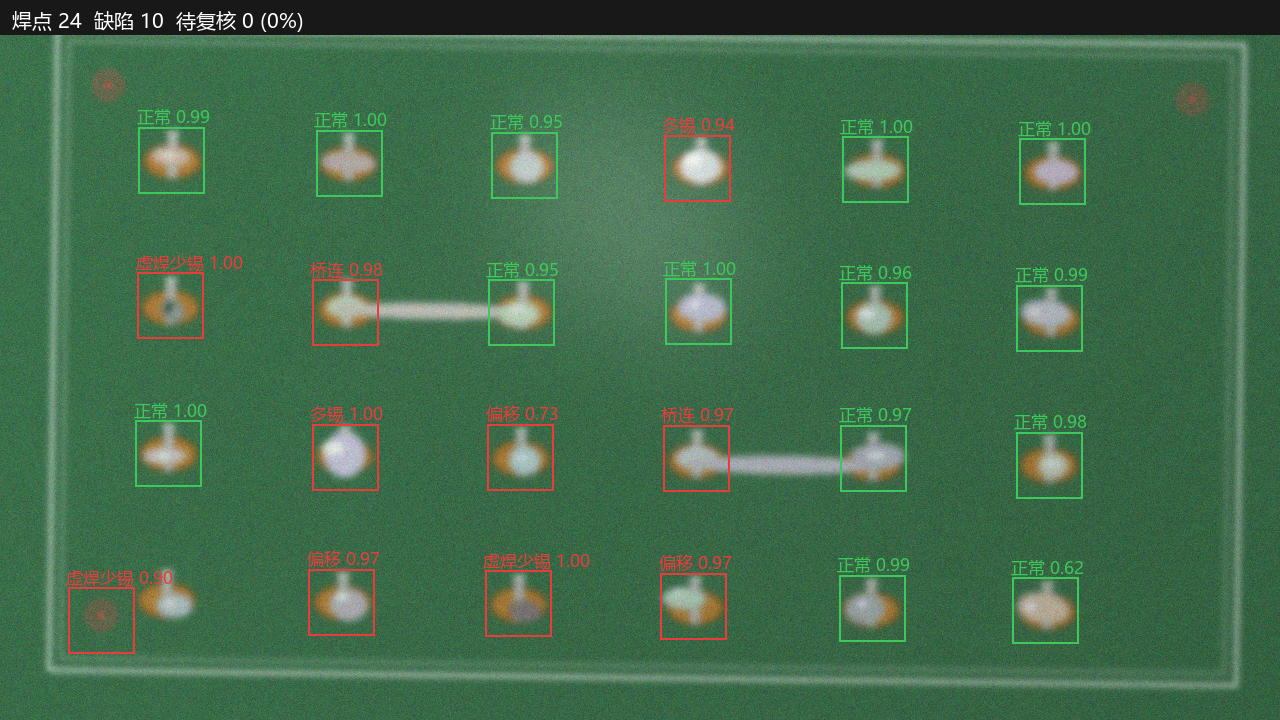 焊点 24 缺陷 10 待复核 0 (0%)
正常 0.99
正常 1.00
正常 0.95
多锡 0.94
正常 1.00
正常 1.00
虚焊少锡 1.00
桥连 0.98
正常 0.95
正常 1.00
正常 0.96
正常 0.99
正常 1.00
多锡 1.00
偏移 0.73
桥连 0.97
正常 0.97
正常 0.98
虚焊少锡 0.90
偏移 0.97
虚焊少锡 1.00
偏移 0.97
正常 0.99
正常 0.62